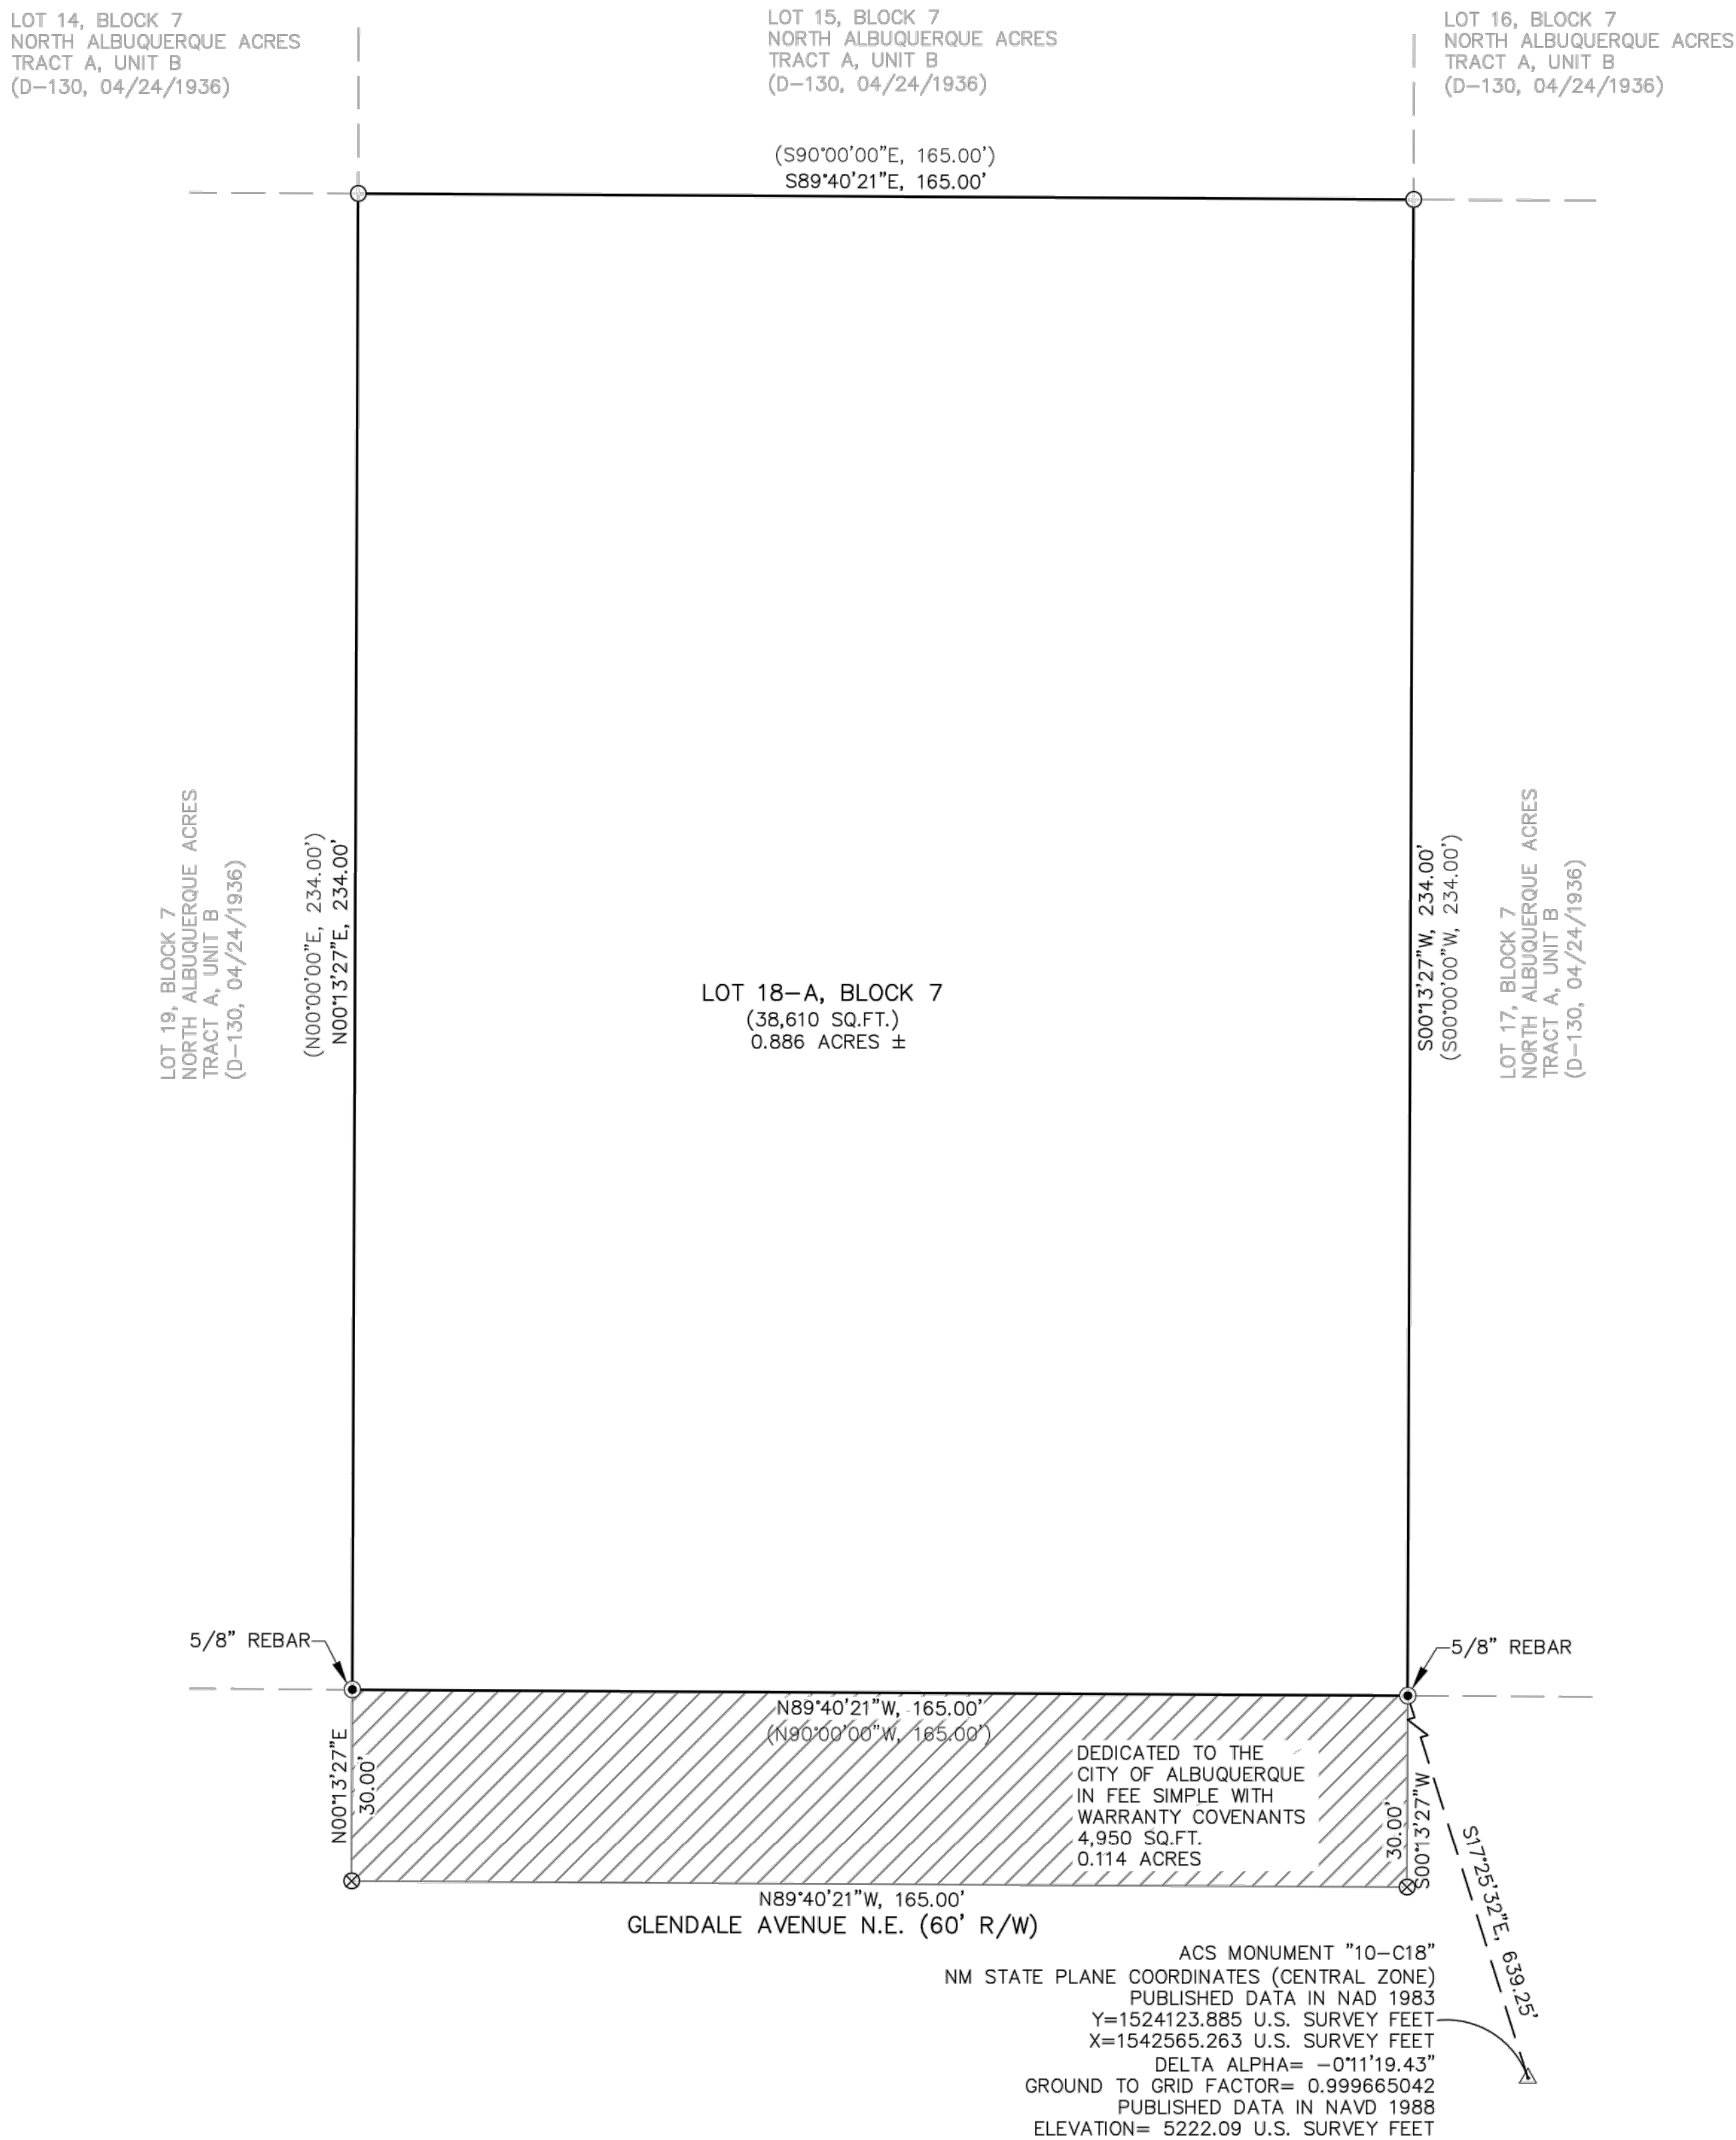 LOT 14, BLOCK 7
NORTH ALBUQUERQUE ACRES
TRACT A, UNIT B
(D-130, 04/24/1936)
LOT 15, BLOCK 7
NORTH ALBUQUERQUE ACRES
TRACT A, UNIT B
(D-130, 04/24/1936)
LOT 16, BLOCK 7
NORTH ALBUQUERQUE ACRES
TRACT A, UNIT B
(D-130, 04/24/1936)
(S90°00'00"E, 165.00')
S89°40'21"E, 165.00'
LOT 19, BLOCK 7
NORTH ALBUQUERQUE ACRES
TRACT A, UNIT B
(D-130, 04/24/1936)
(N00°00'00"E, 234.00')
N00°13'27"E, 234.00'
LOT 18-A, BLOCK 7
(38,610 SQ.FT.)
0.886 ACRES ±
S00°13'27"W, 234.00'
(S00°00'00"W, 234.00')
LOT 17, BLOCK 7
NORTH ALBUQUERQUE ACRES
TRACT A, UNIT B
(D-130, 04/24/1936)
5/8" REBAR
5/8" REBAR
N89°40'21"W, 165.00'
(N90°00'00"W, 165.00')
N00°13'27"E
30.00'
DEDICATED TO THE
CITY OF ALBUQUERQUE
IN FEE SIMPLE WITH
WARRANTY COVENANTS
4,950 SQ.FT.
0.114 ACRES
30.00'
S00°13'27"W
S17°25'32"E, 639.25'
N89°40'21"W, 165.00'
GLENDALE AVENUE N.E. (60' R/W)
ACS MONUMENT "10-C18"
NM STATE PLANE COORDINATES (CENTRAL ZONE)
PUBLISHED DATA IN NAD 1983
Y=1524123.885 U.S. SURVEY FEET
X=1542565.263 U.S. SURVEY FEET
DELTA ALPHA= -0°11'19.43"
GROUND TO GRID FACTOR= 0.999665042
PUBLISHED DATA IN NAVD 1988
ELEVATION= 5222.09 U.S. SURVEY FEET